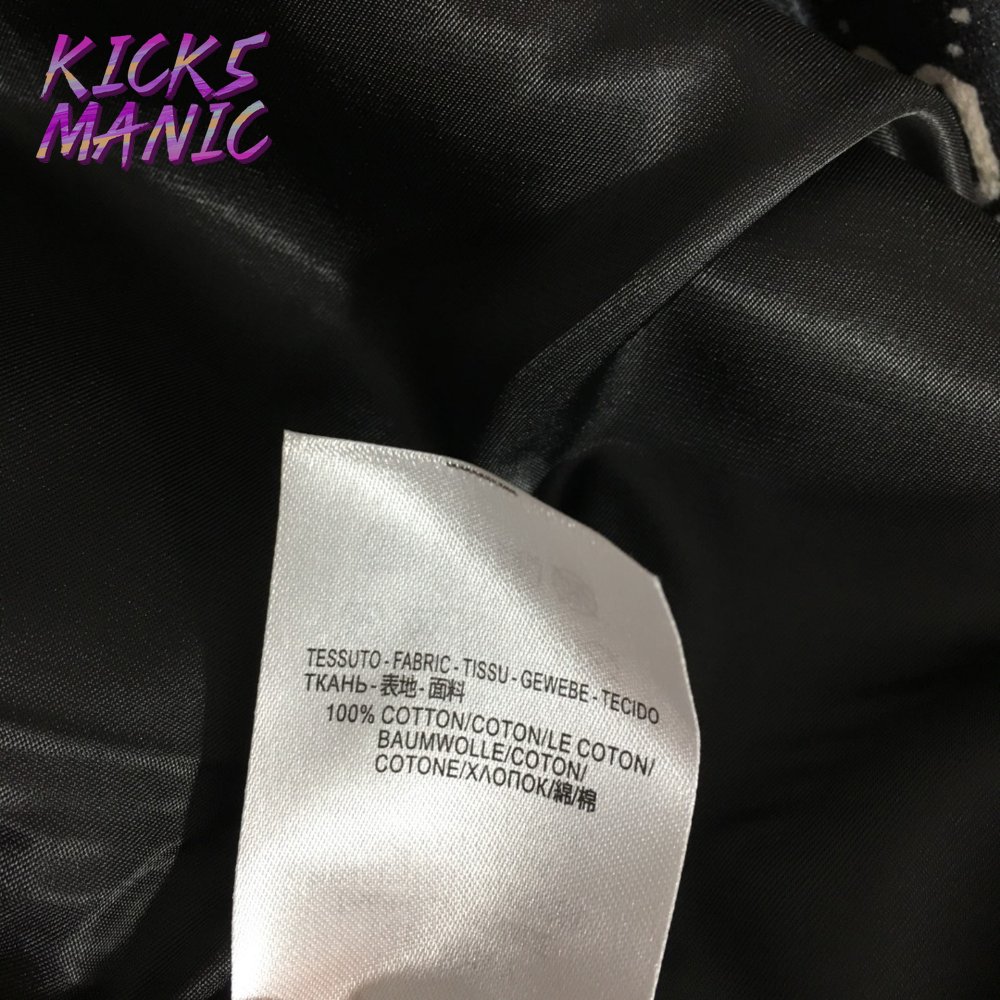 KICK5
MANIC
TESSUTO - FABRIC - TISSU - GEWEBE - TECIDO
ТКАНЬ - 表地 - 面料
100% COTTON/COTON/LE COTON/
BAUMWOLLE/COTON/
COTONE/ХЛОПОК/綿/棉